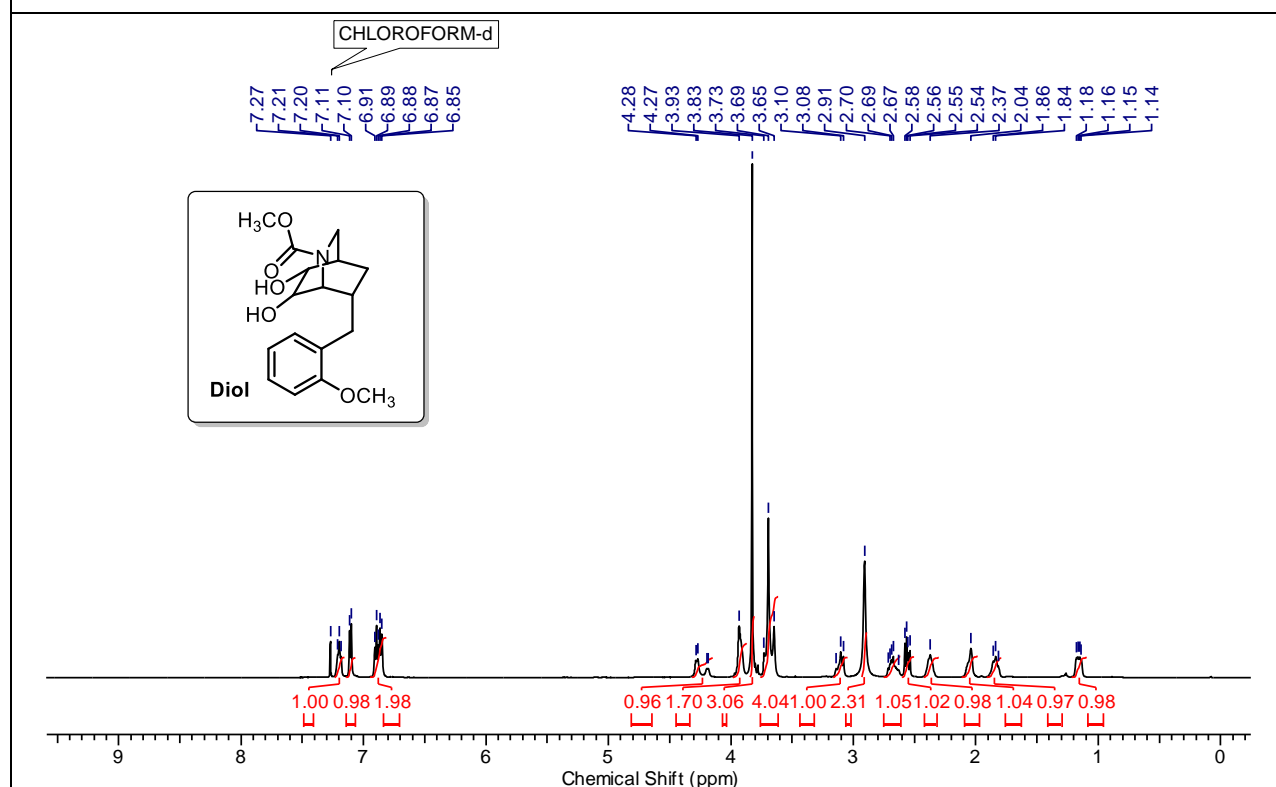 CHLOROFORM-d
7.27 7.21 7.20 7.11 7.10 6.91 6.89 6.88 6.87 6.85 4.28 4.27 3.93 3.83 3.73 3.69 3.65 3.10 3.08 2.91 2.70 2.69 2.67 2.58 2.56 2.55 2.54 2.37 2.04 1.86 1.84 1.18 1.16 1.15 1.14
H₃CO
N
O
HO
HO
Diol
OCH₃
1.00 0.98 1.98 0.96 1.70 3.06 4.04 1.00 2.31 1.05 1.02 0.98 1.04 0.97 0.98
9 8 7 6 5 4 3 2 1 0
Chemical Shift (ppm)